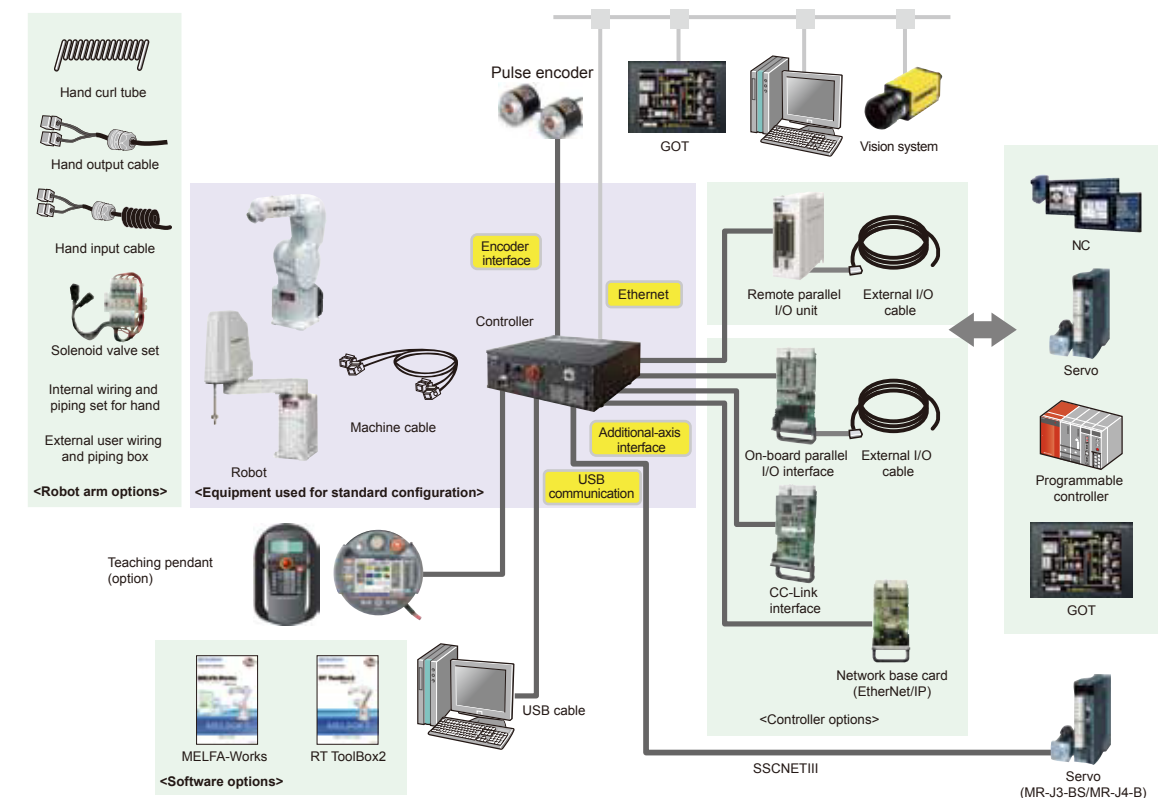 Hand curl tube
Hand output cable
Hand input cable
Solenoid valve set
Internal wiring and
piping set for hand
External user wiring
and piping box
<Robot arm options>
Pulse encoder
GOT
Vision system
Encoder
interface
Ethernet
Controller
Machine cable
Robot
Additional-axis
interface
USB
communication
<Equipment used for standard configuration>
Remote parallel
I/O unit
External I/O
cable
On-board parallel
I/O interface
External I/O
cable
CC-Link
interface
Network base card
(EtherNet/IP)
<Controller options>
NC
Servo
Programmable
controller
GOT
Teaching pendant
(option)
MELFA-Works
RT ToolBox2
MELFA-Works
RT ToolBox2
<Software options>
USB cable
SSCNETIII
Servo
(MR-J3-BS/MR-J4-B)